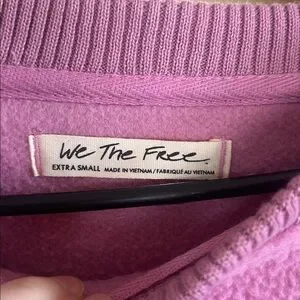 We The Free
EXTRA SMALL MADE IN VIETNAM / FABRIQUÉ AU VIETNAM